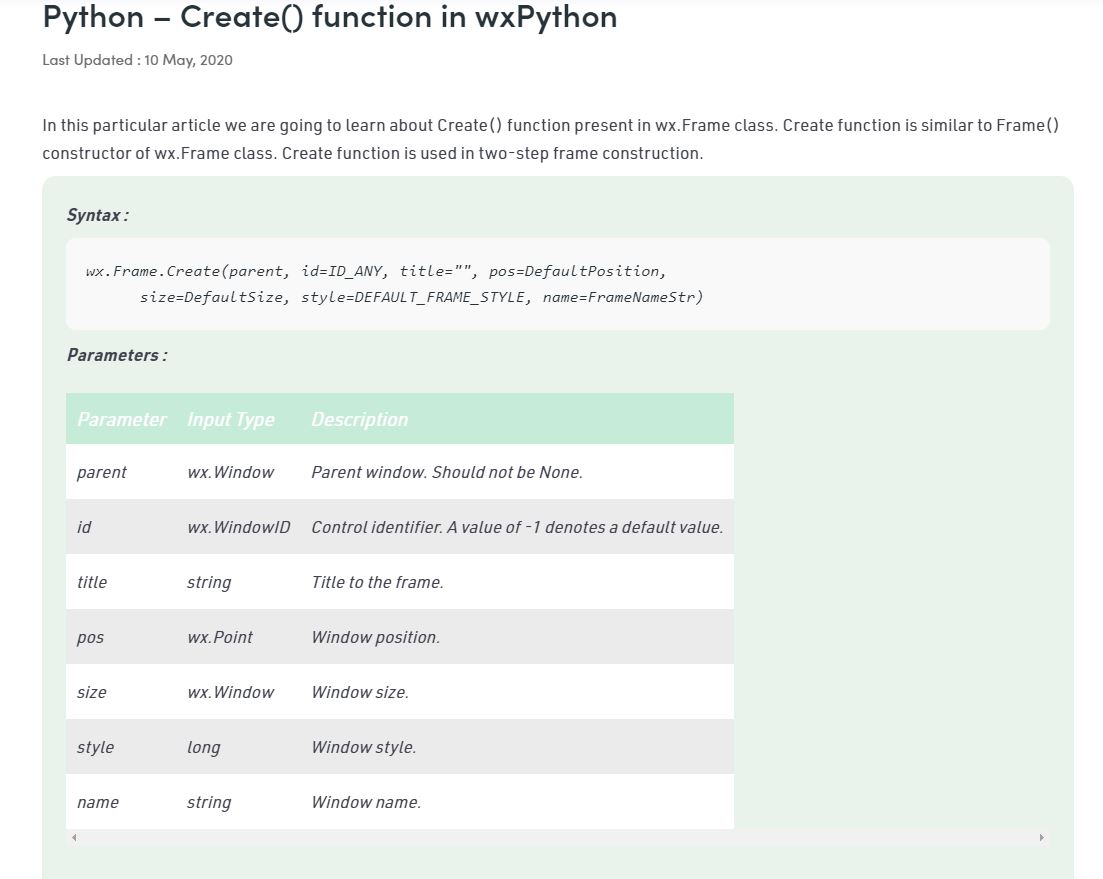 Python – Create() function in wxPython
Last Updated : 10 May, 2020
In this particular article we are going to learn about Create() function present in wx.Frame class. Create function is similar to Frame()
constructor of wx.Frame class. Create function is used in two-step frame construction.
Syntax :
wx.Frame.Create(parent, id=ID_ANY, title="", pos=DefaultPosition,
size=DefaultSize, style=DEFAULT_FRAME_STYLE, name=FrameNameStr)
Parameters :
Parameter Input Type Description
parent wx.Window Parent window. Should not be None.
id wx.WindowID Control identifier. A value of -1 denotes a default value.
title string Title to the frame.
pos wx.Point Window position.
size wx.Window Window size.
style long Window style.
name string Window name.